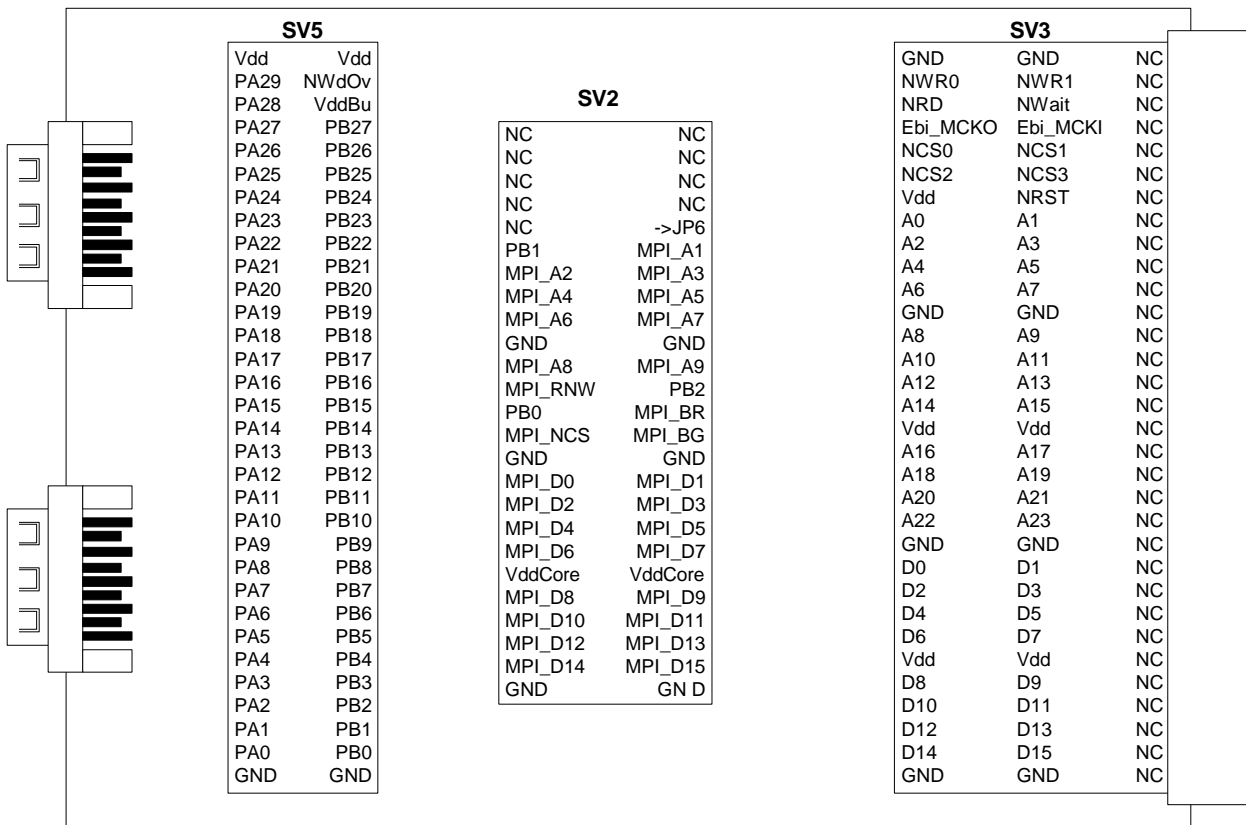 SV5
Vdd Vdd
PA29 NWdOv
PA28 VddBu
PA27 PB27
PA26 PB26
PA25 PB25
PA24 PB24
PA23 PB23
PA22 PB22
PA21 PB21
PA20 PB20
PA19 PB19
PA18 PB18
PA17 PB17
PA16 PB16
PA15 PB15
PA14 PB14
PA13 PB13
PA12 PB12
PA11 PB11
PA10 PB10
PA9 PB9
PA8 PB8
PA7 PB7
PA6 PB6
PA5 PB5
PA4 PB4
PA3 PB3
PA2 PB2
PA1 PB1
PA0 PB0
GND GND
SV2
NC NC
NC NC
NC NC
NC NC
NC ->JP6
PB1 MPI_A1
MPI_A2 MPI_A3
MPI_A4 MPI_A5
MPI_A6 MPI_A7
GND GND
MPI_A8 MPI_A9
MPI_RNW PB2
PB0 MPI_BR
MPI_NCS MPI_BG
GND GND
MPI_D0 MPI_D1
MPI_D2 MPI_D3
MPI_D4 MPI_D5
MPI_D6 MPI_D7
VddCore VddCore
MPI_D8 MPI_D9
MPI_D10 MPI_D11
MPI_D12 MPI_D13
MPI_D14 MPI_D15
GND GN D
SV3
GND GND NC
NWR0 NWR1 NC
NRD NWait NC
Ebi_MCKO Ebi_MCKI NC
NCS0 NCS1 NC
NCS2 NCS3 NC
Vdd NRST NC
A0 A1 NC
A2 A3 NC
A4 A5 NC
A6 A7 NC
GND GND NC
A8 A9 NC
A10 A11 NC
A12 A13 NC
A14 A15 NC
Vdd Vdd NC
A16 A17 NC
A18 A19 NC
A20 A21 NC
A22 A23 NC
GND GND NC
D0 D1 NC
D2 D3 NC
D4 D5 NC
D6 D7 NC
Vdd Vdd NC
D8 D9 NC
D10 D11 NC
D12 D13 NC
D14 D15 NC
GND GND NC